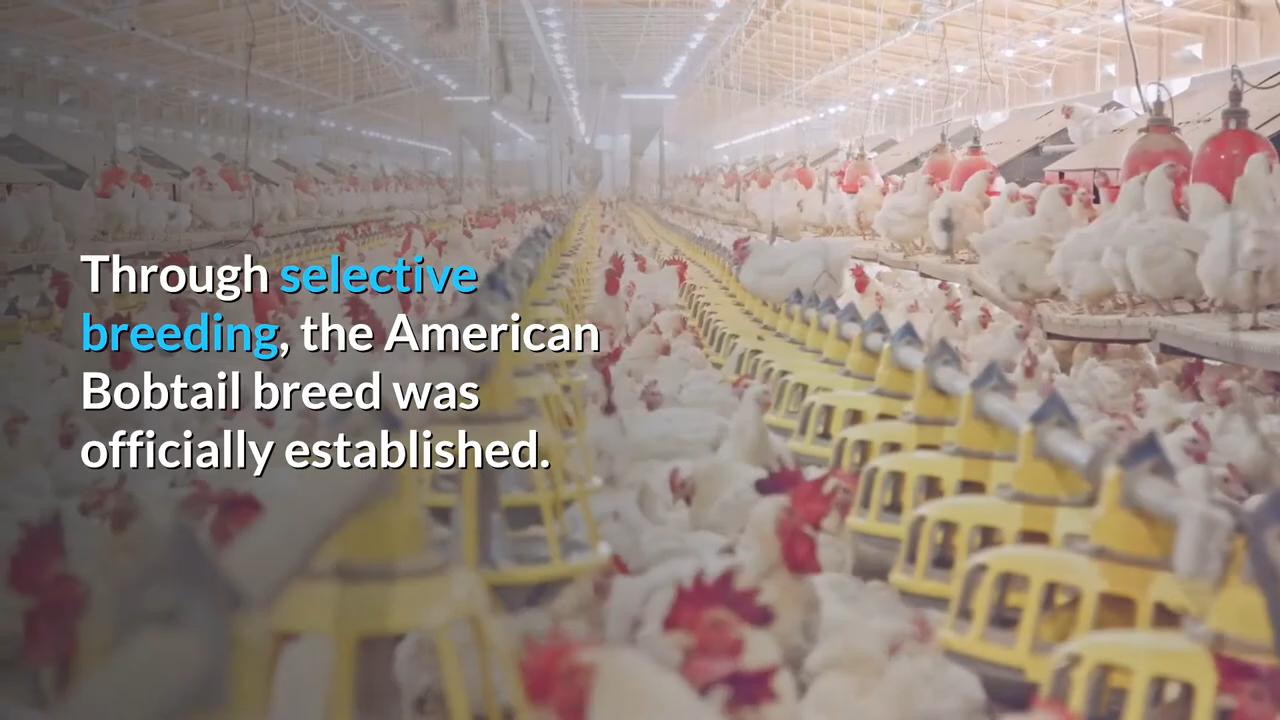 Through selective
breeding, the American
Bobtail breed was
officially established.